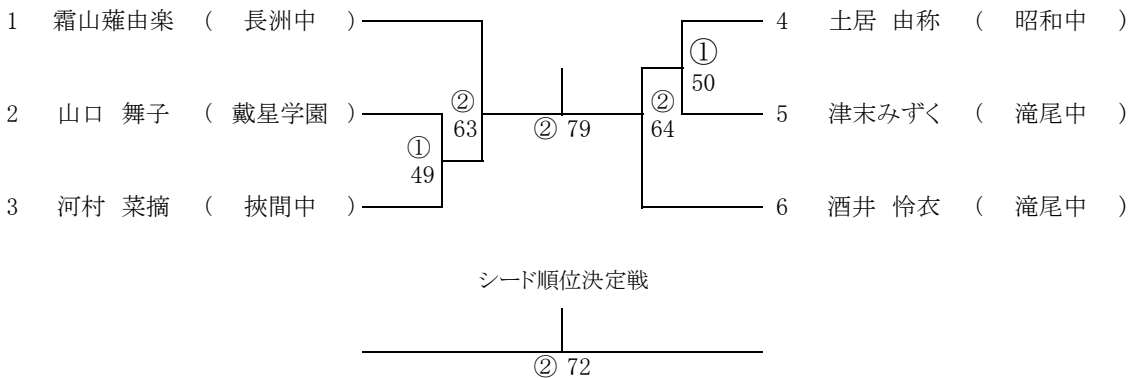 1 霜山薙由楽 ( 長洲中 ) 4 土居 由称 ( 昭和中 )
① 50
2 山口 舞子 ( 戴星学園 ) ② 63 ② 79 ② 64 5 津末みずく ( 滝尾中 )
① 49
3 河村 菜摘 ( 挾間中 ) 6 酒井 怜衣 ( 滝尾中 )
シード順位決定戦
② 72